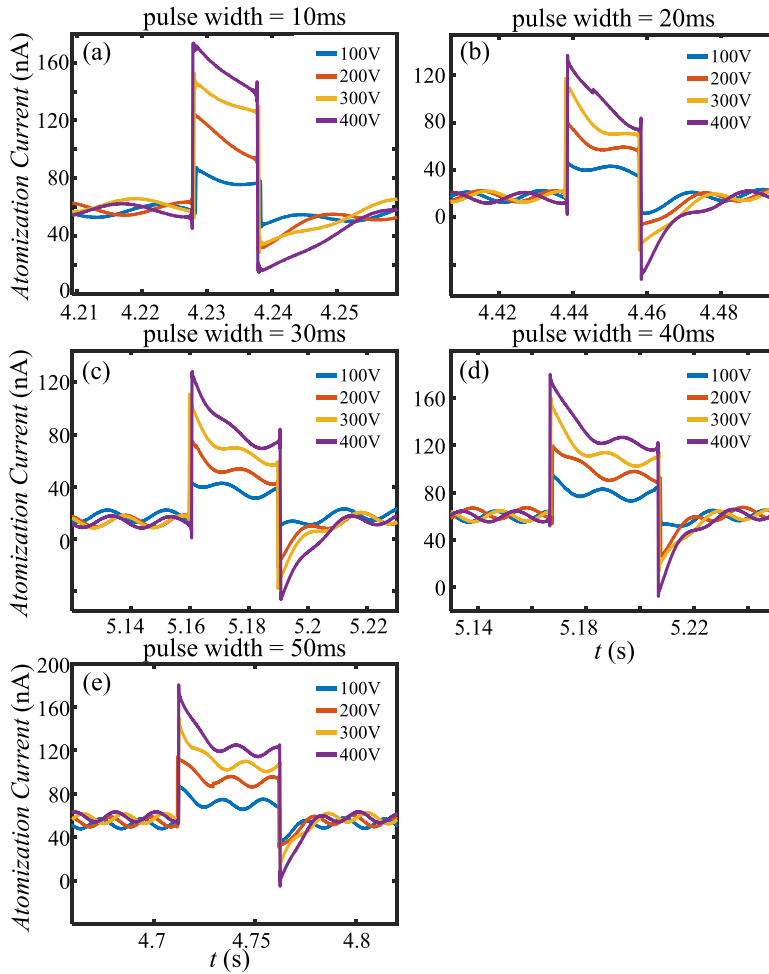 pulse width = 10ms
pulse width = 20ms
(a)
100V
200V
300V
400V
160
120
80
40
0
4.21
4.22
4.23
4.24
4.25
Atomization Current (nA)
(b)
100V
200V
300V
400V
120
80
40
0
4.42
4.44
4.46
4.48
pulse width = 30ms
pulse width = 40ms
(c)
100V
200V
300V
400V
120
80
40
0
5.14
5.16
5.18
5.2
5.22
Atomization Current (nA)
(d)
100V
200V
300V
400V
160
120
80
40
0
5.14
5.18
5.22
t (s)
pulse width = 50ms
(e)
100V
200V
300V
400V
200
160
120
80
40
0
4.7
4.75
4.8
t (s)
Atomization Current (nA)